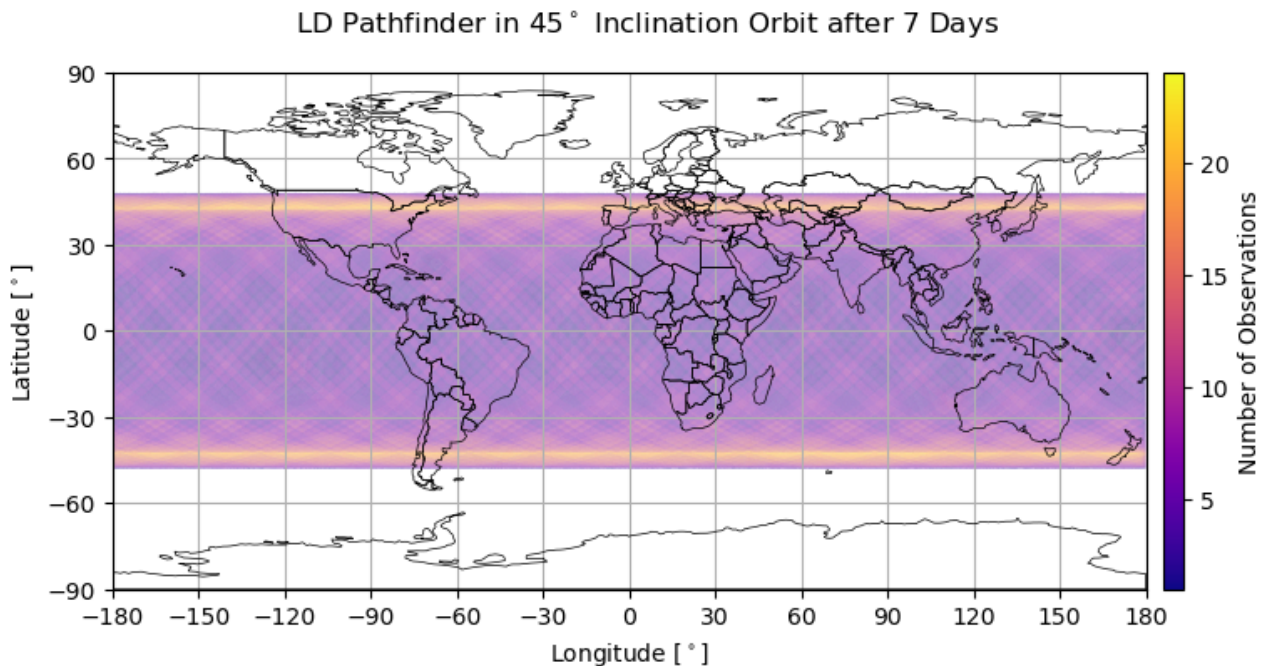 LD Pathfinder in 45° Inclination Orbit after 7 Days
90
60
30
0
−30
−60
−90
Latitude [°]
−180 −150 −120 −90 −60 −30 0 30 60 90 120 150 180
Longitude [°]
20
15
10
5
Number of Observations